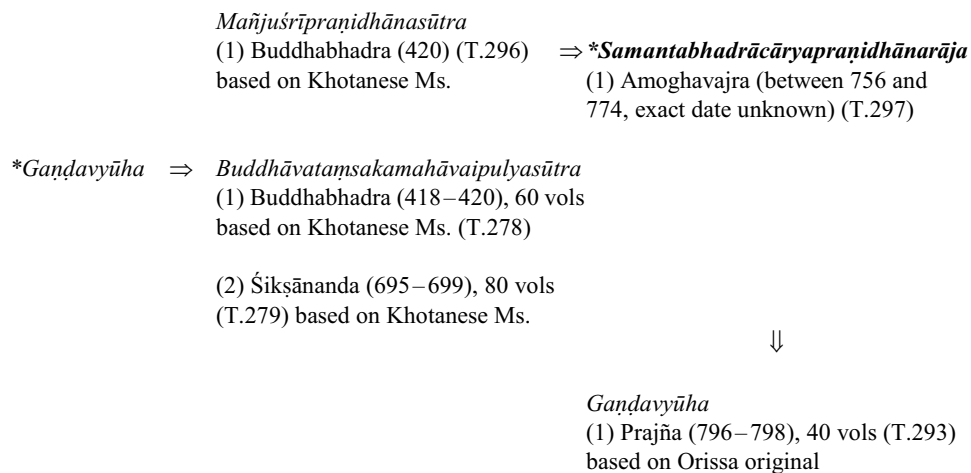 Mañjuśrīpraṇidhānasūtra
(1) Buddhabhadra (420) (T.296) ⇒ *Samantabhadrācāryapraṇidhānarāja
based on Khotanese Ms. (1) Amoghavajra (between 756 and
774, exact date unknown) (T.297)
*Gaṇḍavyūha ⇒ Buddhāvataṃsakamahāvaipulyasūtra
(1) Buddhabhadra (418–420), 60 vols
based on Khotanese Ms. (T.278)
(2) Śikṣānanda (695–699), 80 vols
(T.279) based on Khotanese Ms.
⇓
Gaṇḍavyūha
(1) Prajña (796–798), 40 vols (T.293)
based on Orissa original